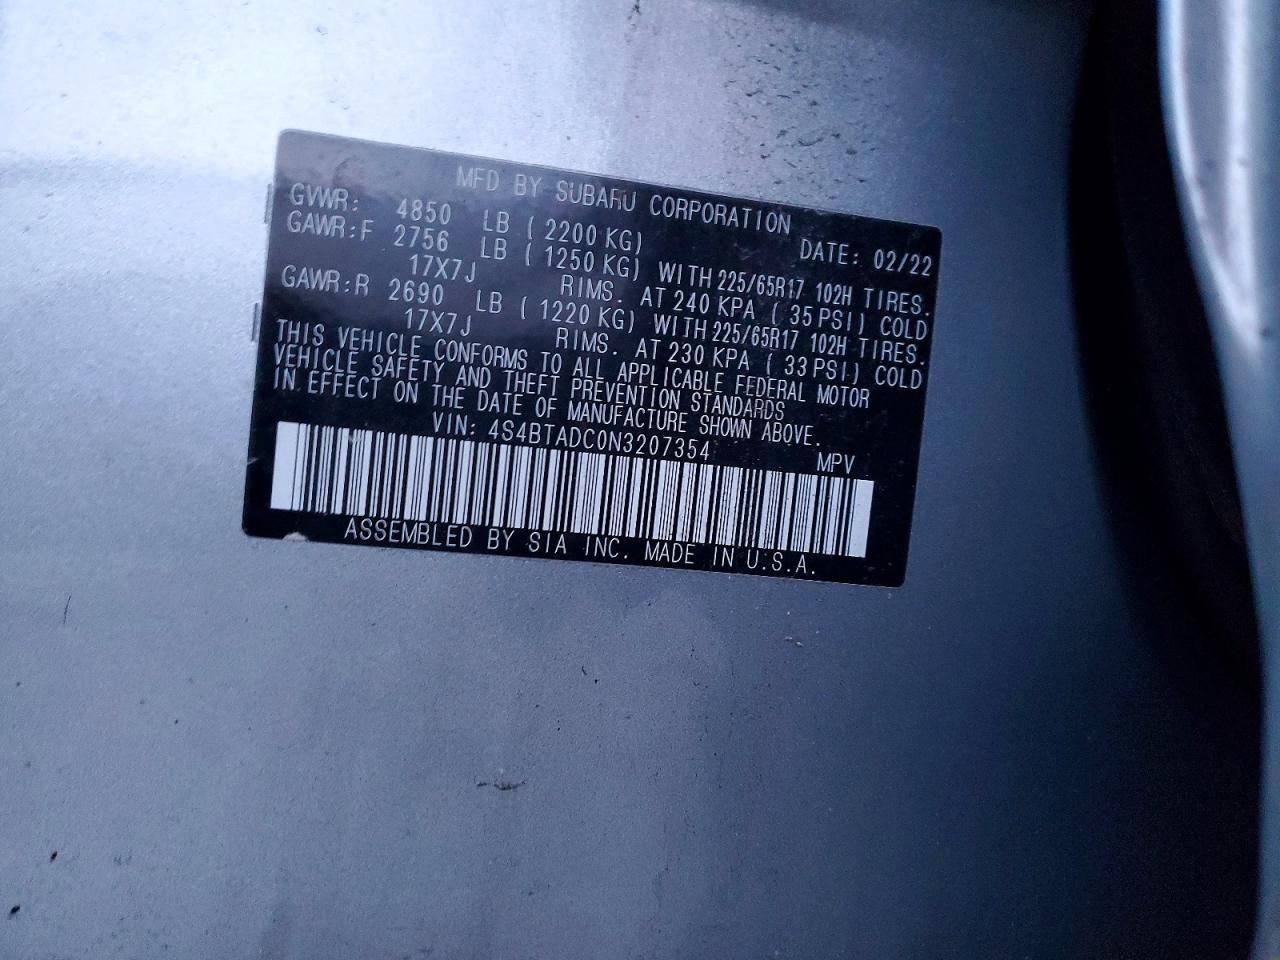 MFD BY SUBARU CORPORATION
GVWR: 4850 LB ( 2200 KG) DATE: 02/22
GAWR:F 2756 LB ( 1250 KG) WITH 225/65R17 102H TIRES.
17X7J RIMS. AT 240 KPA ( 35 PSI) COLD
GAWR:R 2690 LB ( 1220 KG) WITH 225/65R17 102H TIRES.
17X7J RIMS. AT 230 KPA ( 33 PSI) COLD
THIS VEHICLE CONFORMS TO ALL APPLICABLE FEDERAL MOTOR
VEHICLE SAFETY AND THEFT PREVENTION STANDARDS
IN EFFECT ON THE DATE OF MANUFACTURE SHOWN ABOVE.
VIN: 4S4BTADC0N3207354 MPV
ASSEMBLED BY SIA INC. MADE IN U.S.A.